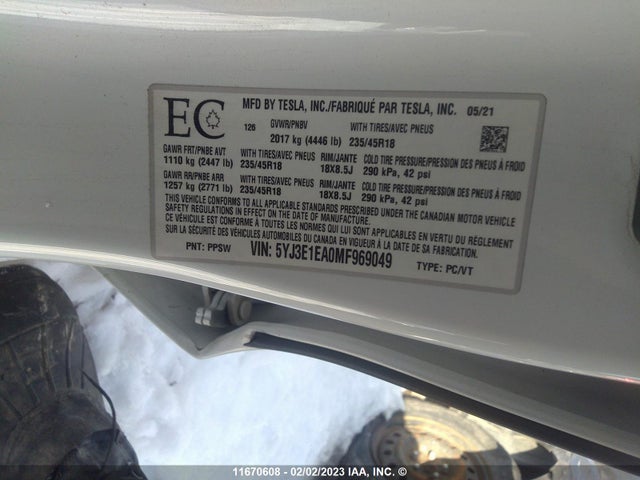 EC
MFD BY TESLA, INC./FABRIQUÉ PAR TESLA, INC. 05/21
126 GVWR/PNBV WITH TIRES/AVEC PNEUS
2017 kg (4446 lb) 235/45R18
GAWR FRT/PNBE AVT WITH TIRES/AVEC PNEUS RIM/JANTE COLD TIRE PRESSURE/PRESSION DES PNEUS À FROID
1110 kg (2447 lb) 235/45R18 18X8.5J 290 kPa, 42 psi
GAWR RR/PNBE ARR WITH TIRES/AVEC PNEUS RIM/JANTE COLD TIRE PRESSURE/PRESSION DES PNEUS À FROID
1257 kg (2771 lb) 235/45R18 18X8.5J 290 kPa, 42 psi
THIS VEHICLE CONFORMS TO ALL APPLICABLE STANDARDS PRESCRIBED UNDER THE CANADIAN MOTOR VEHICLE
SAFETY REGULATIONS IN EFFECT ON THE DATE OF MANUFACTURE
CE VÉHICULE EST CONFORME À TOUTES LES NORMES QUI LUI SONT APPLICABLES EN VERTU DU RÈGLEMENT
SUR LA SÉCURITÉ DES VÉHICULES AUTOMOBILES DU CANADA EN VIGUEUR À LA DATE DE SA FABRICATION
PNT: PPSW VIN: 5YJ3E1EA0MF969049 TYPE: PC/VT
11670608 - 02/02/2023 IAA, INC. ®